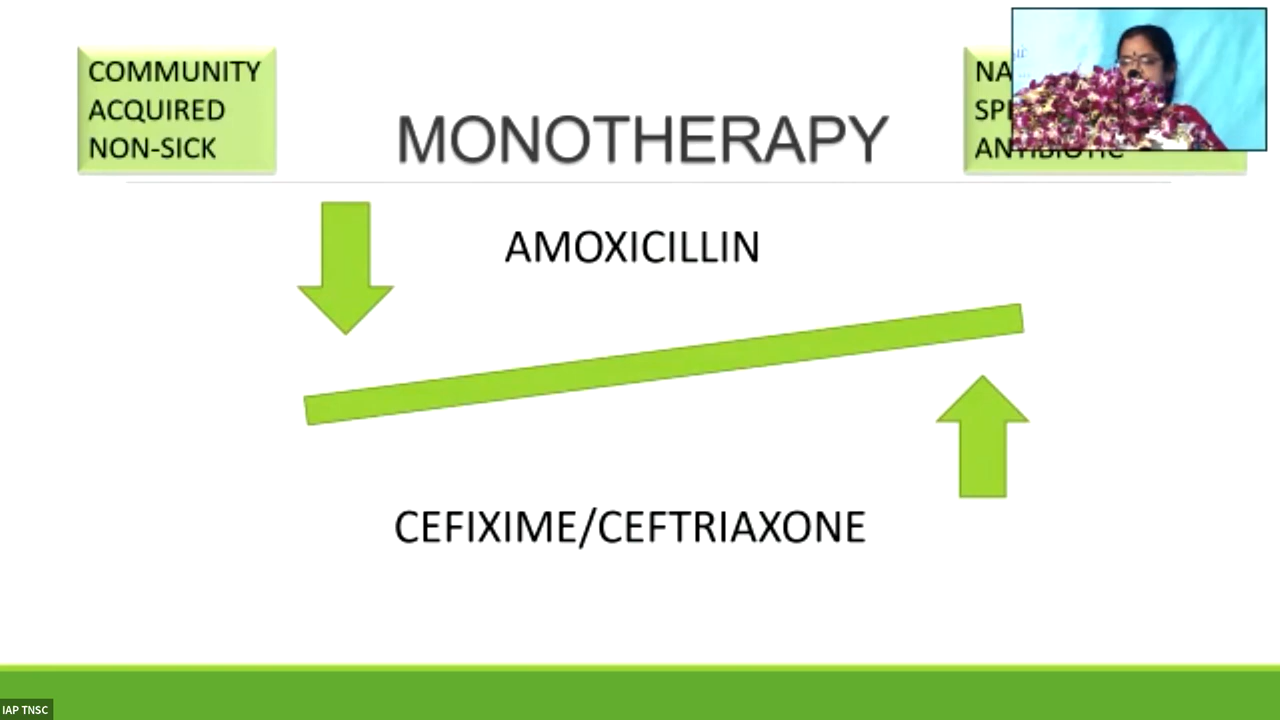 COMMUNITY
ACQUIRED
NON-SICK
MONOTHERAPY
AMOXICILLIN
CEFIXIME/CEFTRIAXONE
IAP TNSC